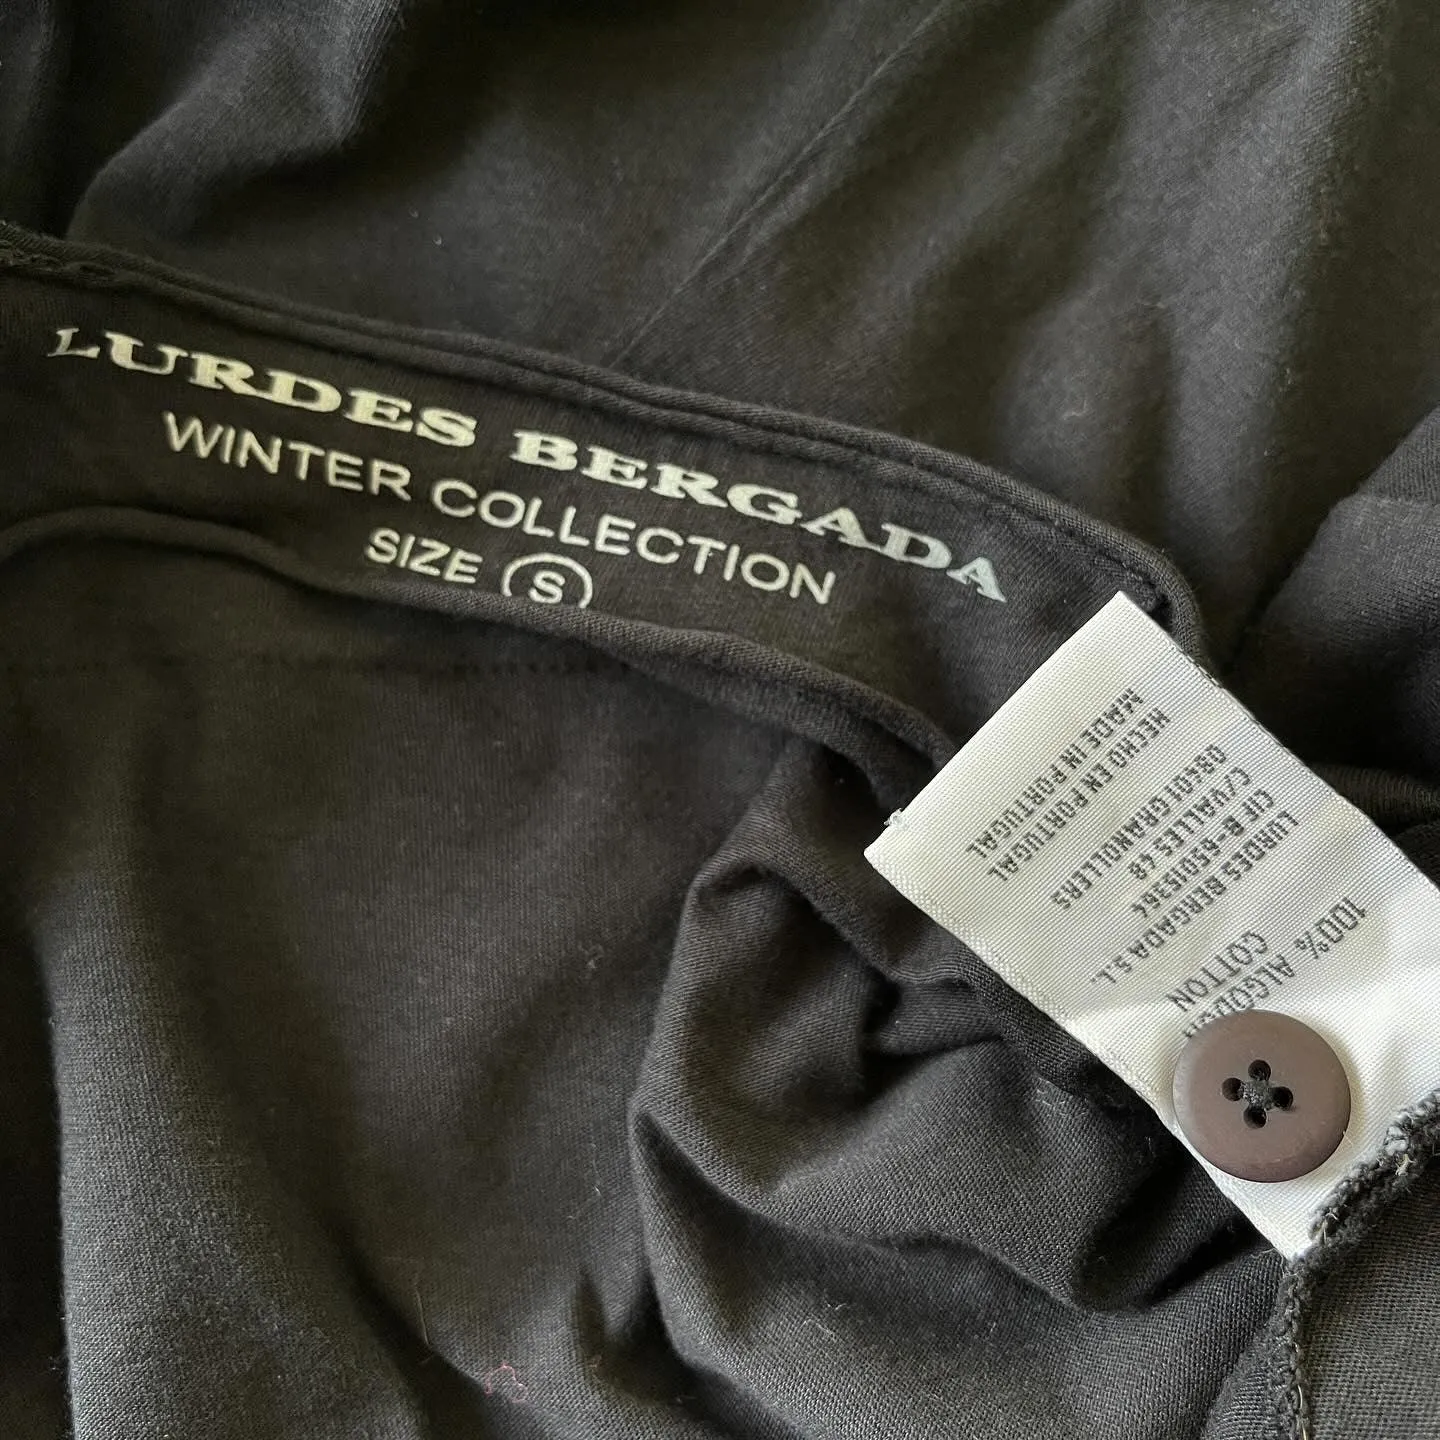 LURDES BERGADA
WINTER COLLECTION
SIZE S
100% ALGODON
COTTON
LURDES BERGADA S.L.
CIF B-65015364
C/VALLES 48
08401 GRANOLLERS
HECHO EN PORTUGAL
MADE IN PORTUGAL